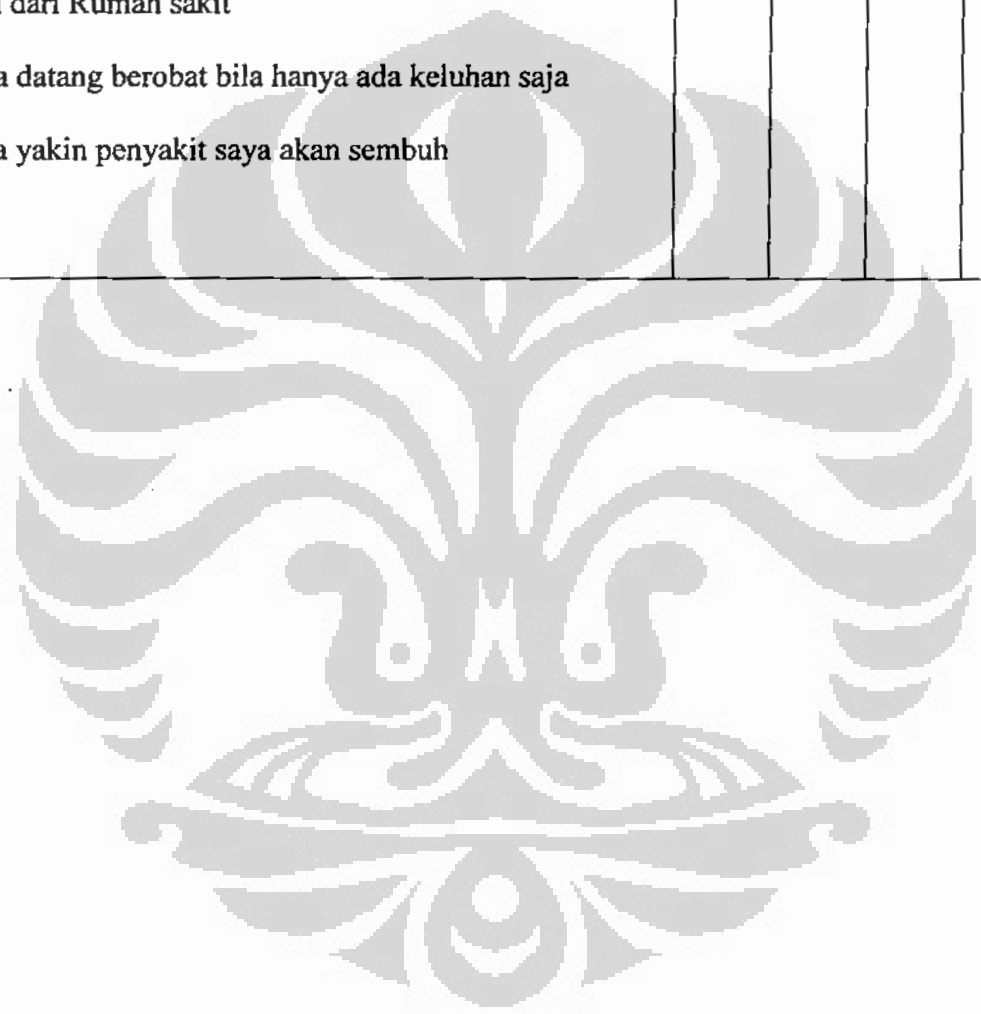 dari Rumah sakit
a datang berobat bila hanya ada keluhan saja
a yakin penyakit saya akan sembuh